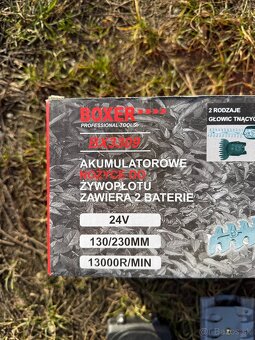 BOXER
PROFESSIONAL TOOLS
BX3309
AKUMULATOROWE
NOŻYCE DO
ŻYWOPŁOTU
ZAWIERA 2 BATERIE
24V
130/230MM
13000R/MIN
2 RODZAJE
GŁOWIC TNĄCYCH